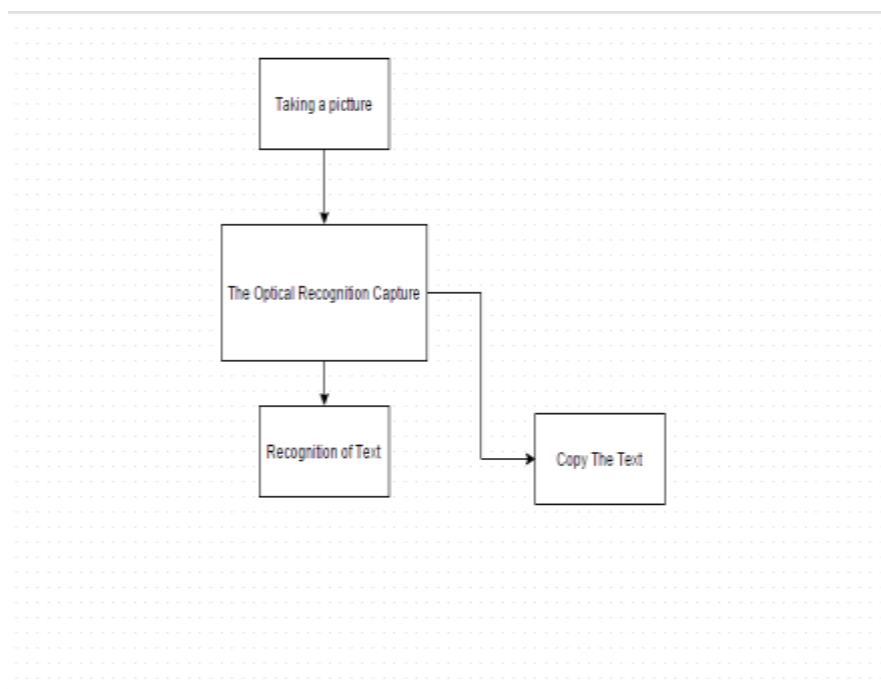 Taking a pictture
The Optical Recognition Capture
Recognition of Text
Copy The Text